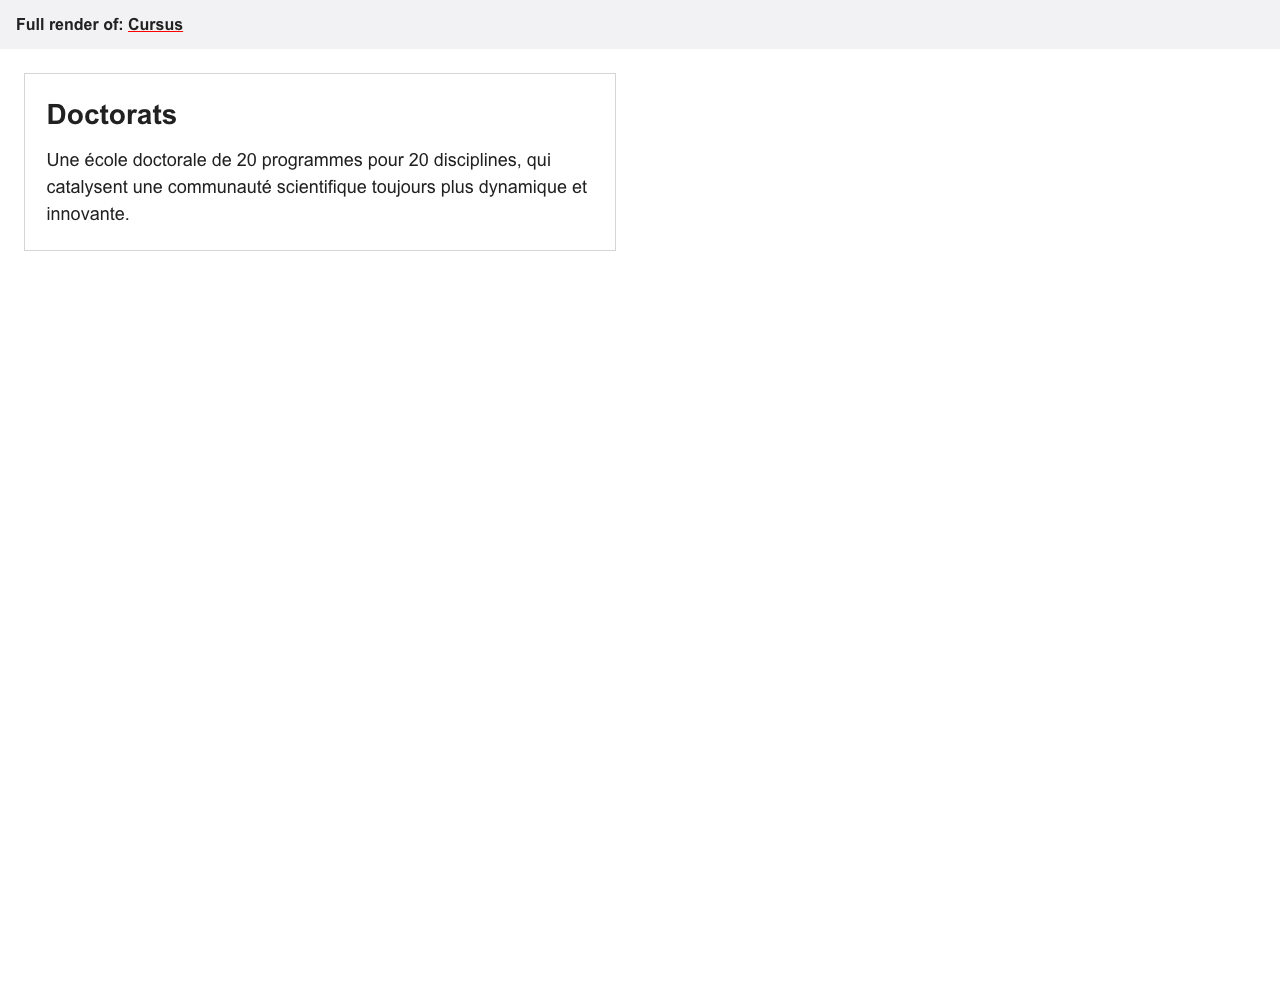 Full render of: Cursus
Doctorats
Une école doctorale de 20 programmes pour 20 disciplines, qui
catalysent une communauté scientifique toujours plus dynamique et
innovante.